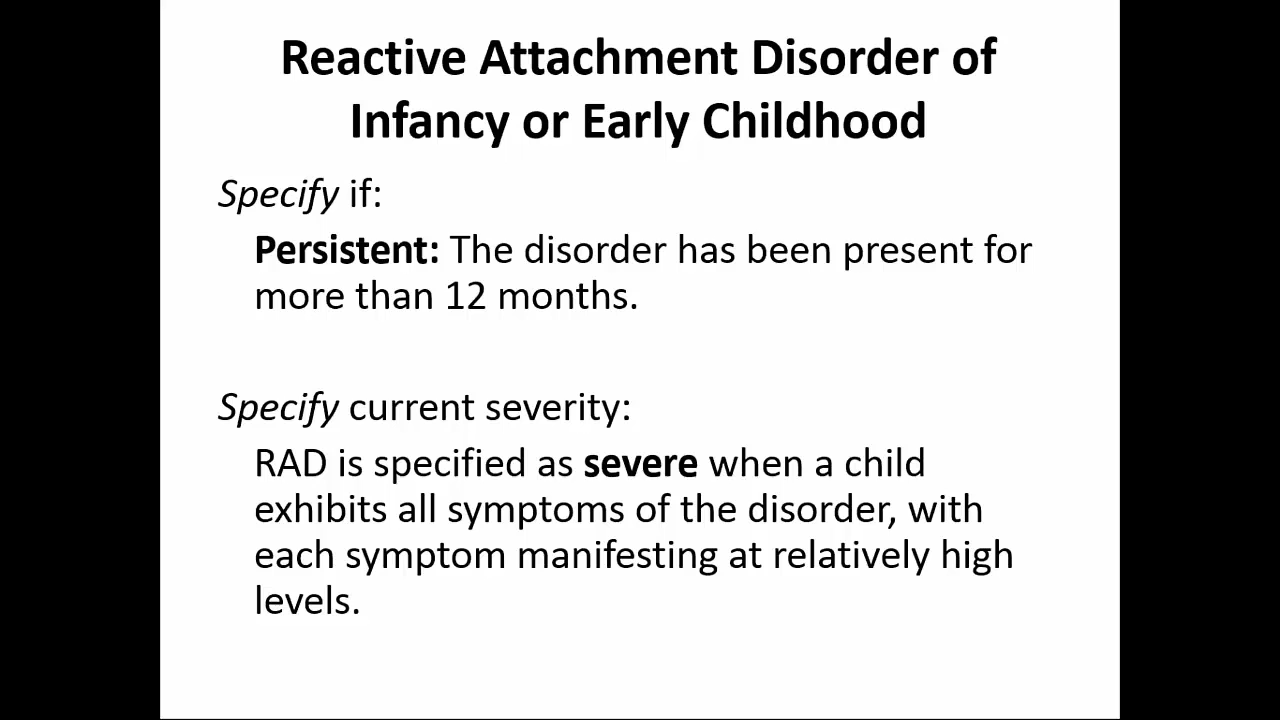 Reactive Attachment Disorder of
Infancy or Early Childhood
Specify if:
Persistent: The disorder has been present for
more than 12 months.
Specify current severity:
RAD is specified as severe when a child
exhibits all symptoms of the disorder, with
each symptom manifesting at relatively high
levels.